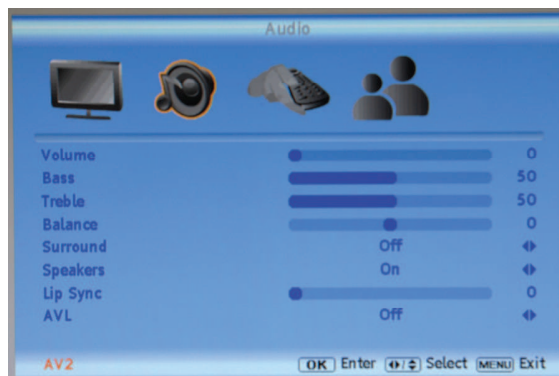 Audio
Volume 0
Bass 50
Treble 50
Balance 0
Surround Off
Speakers On
Lip Sync 0
AVL Off
AV2 OK Enter Select MENU Exit